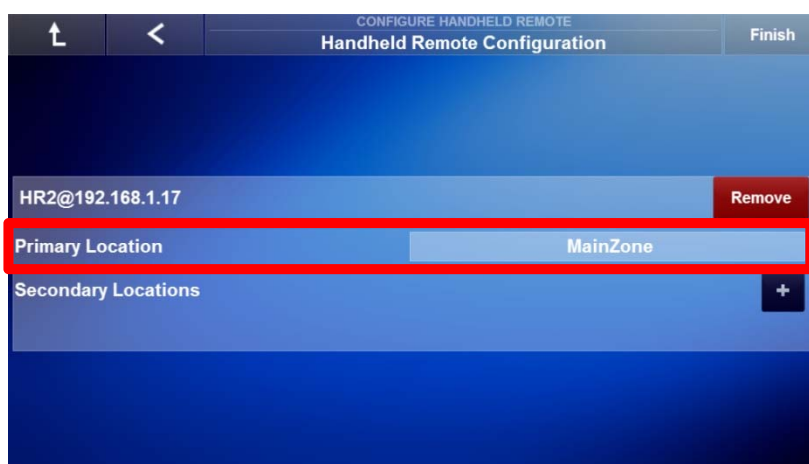 CONFIGURE HANDHELD REMOTE
Handheld Remote Configuration
Finish
HR2@192.168.1.17
Remove
Primary Location MainZone
Secondary Locations +